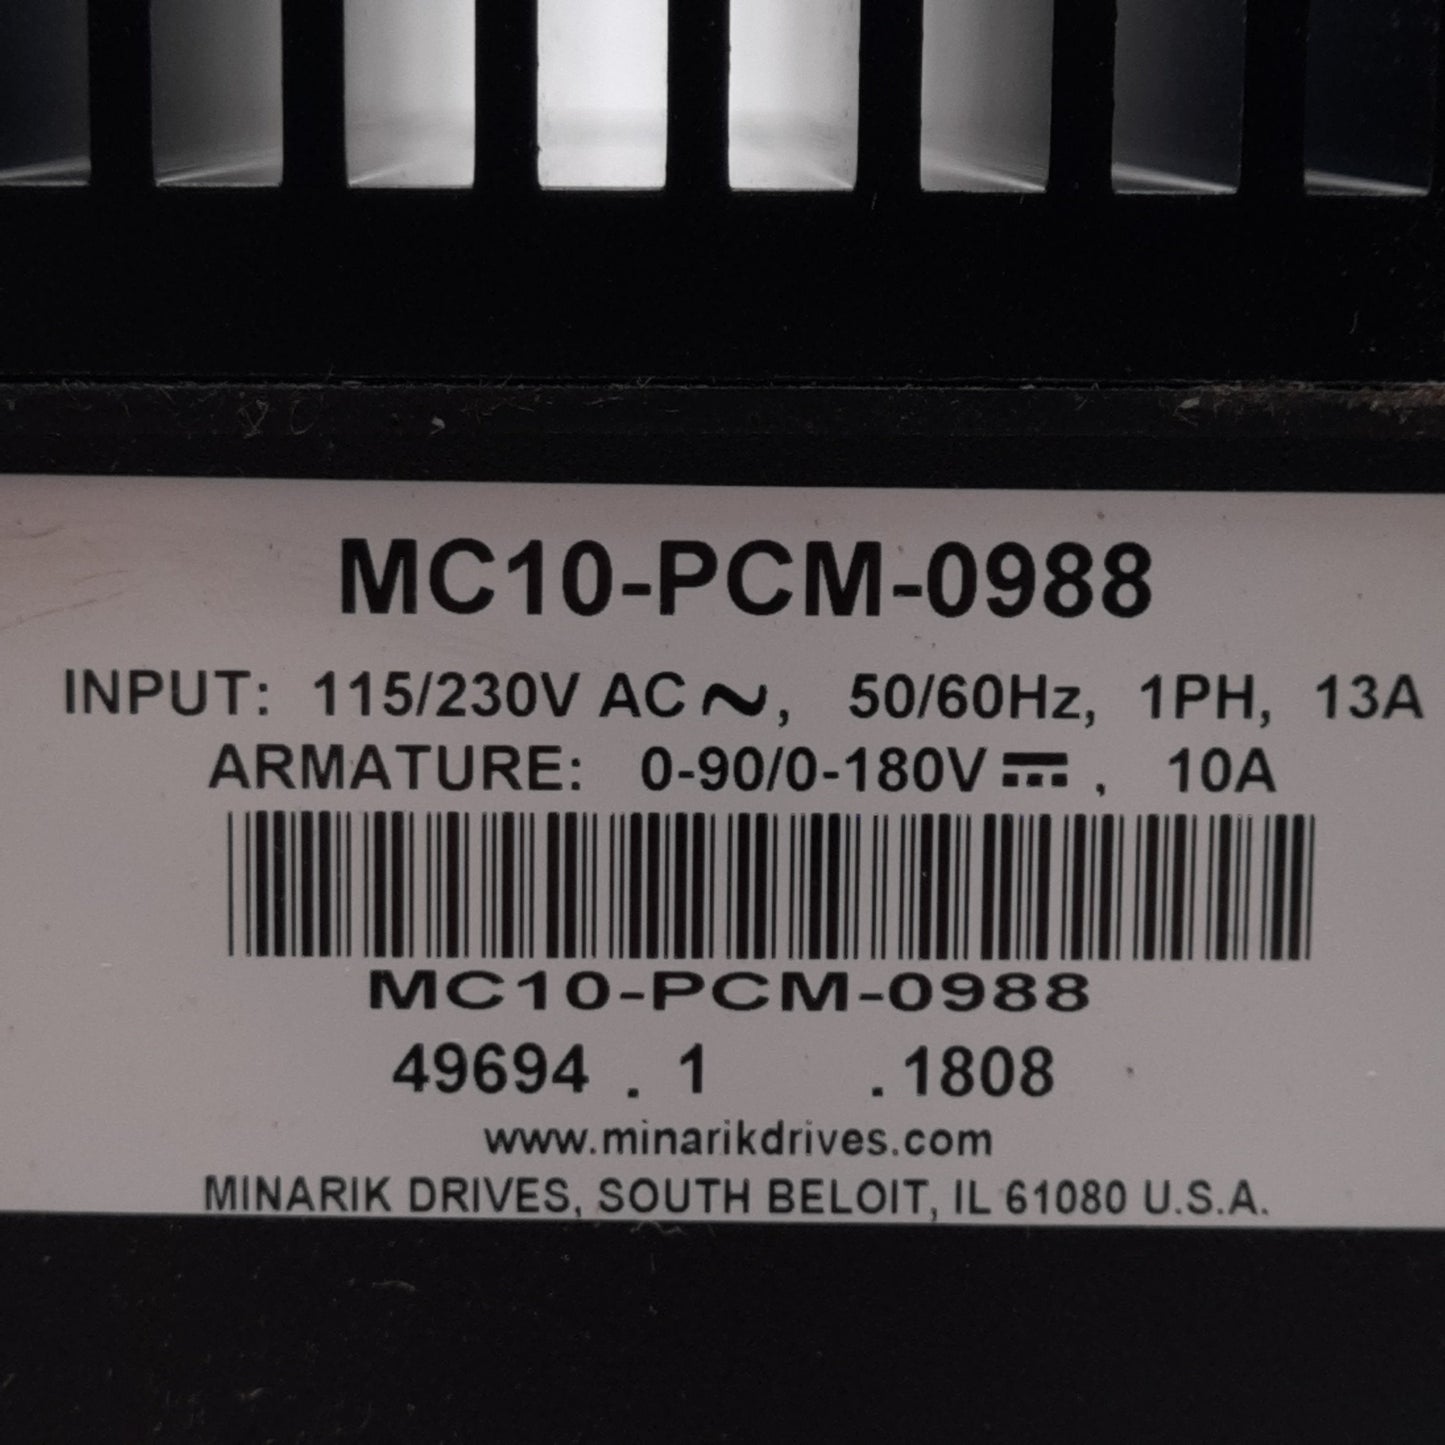 MC10-PCM-0988
INPUT: 115/230V AC ~, 50/60Hz, 1PH, 13A
ARMATURE: 0-90/0-180V ⎓ , 10A
MC10-PCM-0988
49694 . 1 .1808
www.minarikdrives.com
MINARIK DRIVES, SOUTH BELOIT, IL 61080 U.S.A.